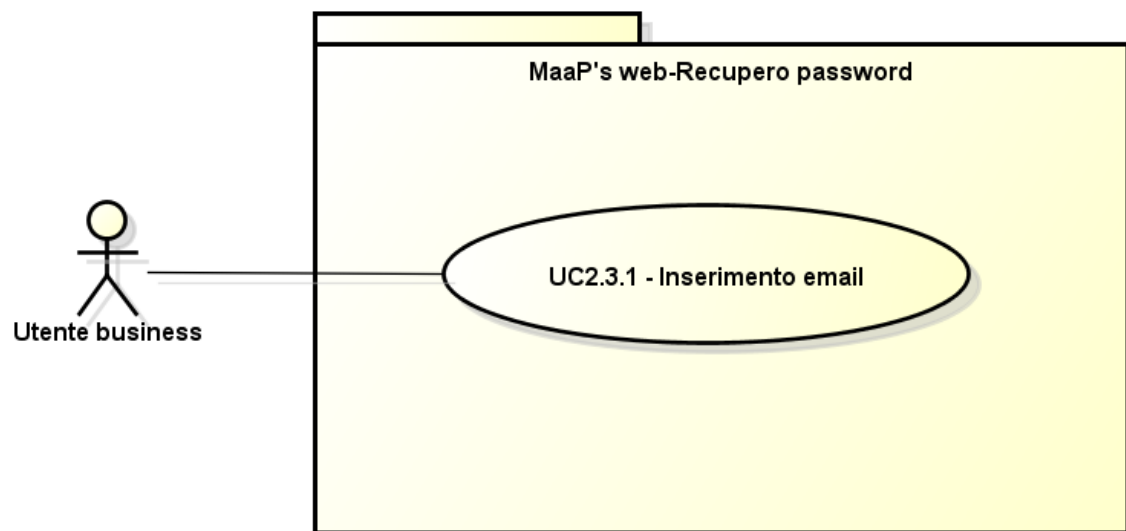 MaaP's web-Recupero password
UC2.3.1 - Inserimento email
Utente business